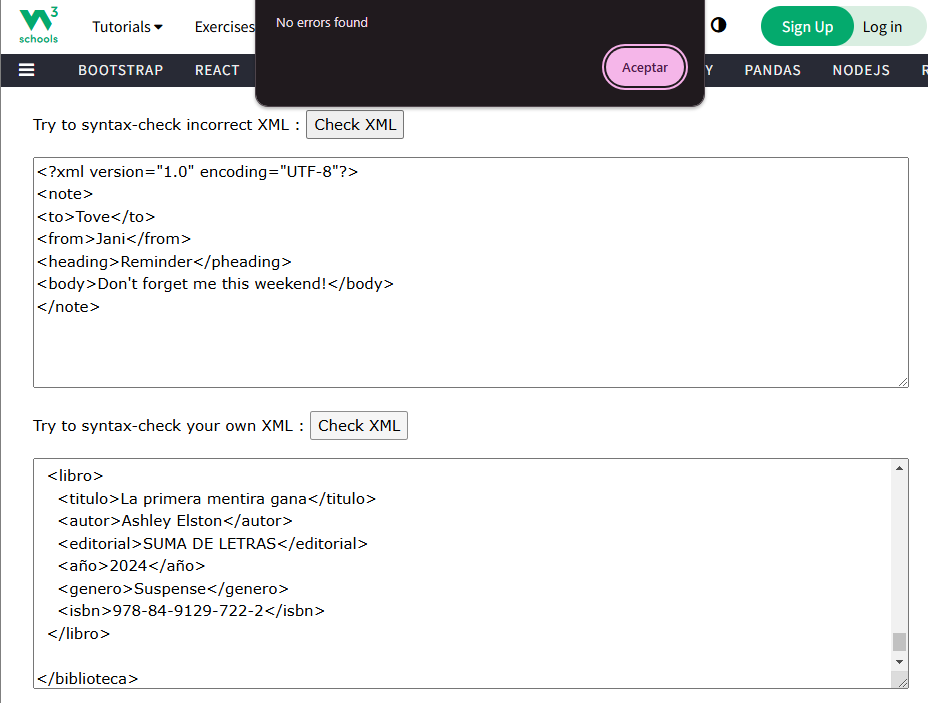 W3 schools
Tutorials
Exercises
No errors found
Aceptar
Sign Up
Log in
BOOTSTRAP
REACT
Y
PANDAS
NODEJS
R
Try to syntax-check incorrect XML :
Check XML
<?xml version="1.0" encoding="UTF-8"?>
<note>
<to>Tove</to>
<from>Jani</from>
<heading>Reminder</pheading>
<body>Don't forget me this weekend!</body>
</note>
Try to syntax-check your own XML :
Check XML
<libro>
<titulo>La primera mentira gana</titulo>
<autor>Ashley Elston</autor>
<editorial>SUMA DE LETRAS</editorial>
<año>2024</año>
<genero>Suspense</genero>
<isbn>978-84-9129-722-2</isbn>
</libro>
</biblioteca>